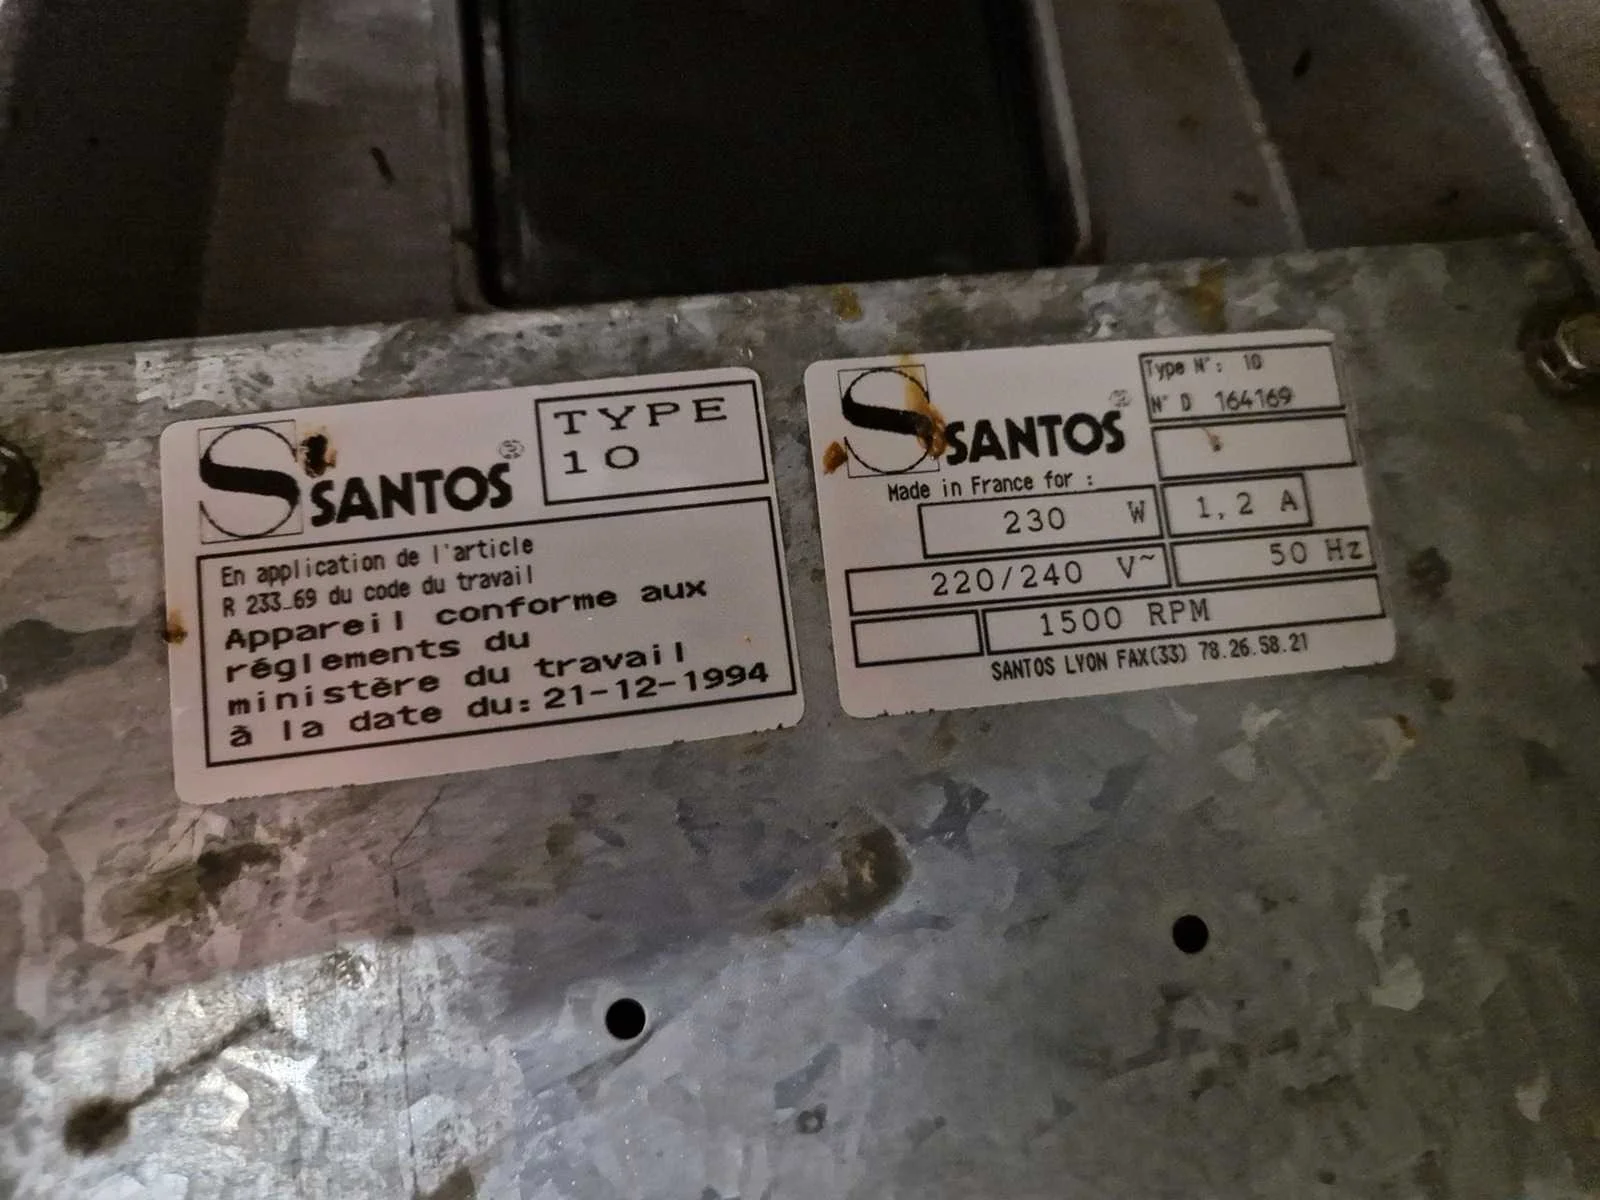 S SANTOS®
TYPE
10
En application de l'article
R 233_69 du code du travail
Appareil conforme aux
réglements du
ministère du travail
à la date du: 21-12-1994
S SANTOS®
Type N°: 10
N° D 164169
Made in France for :
230 W 1,2 A
220/240 V~ 50 Hz
1500 RPM
SANTOS LYON FAX(33) 78.26.58.21